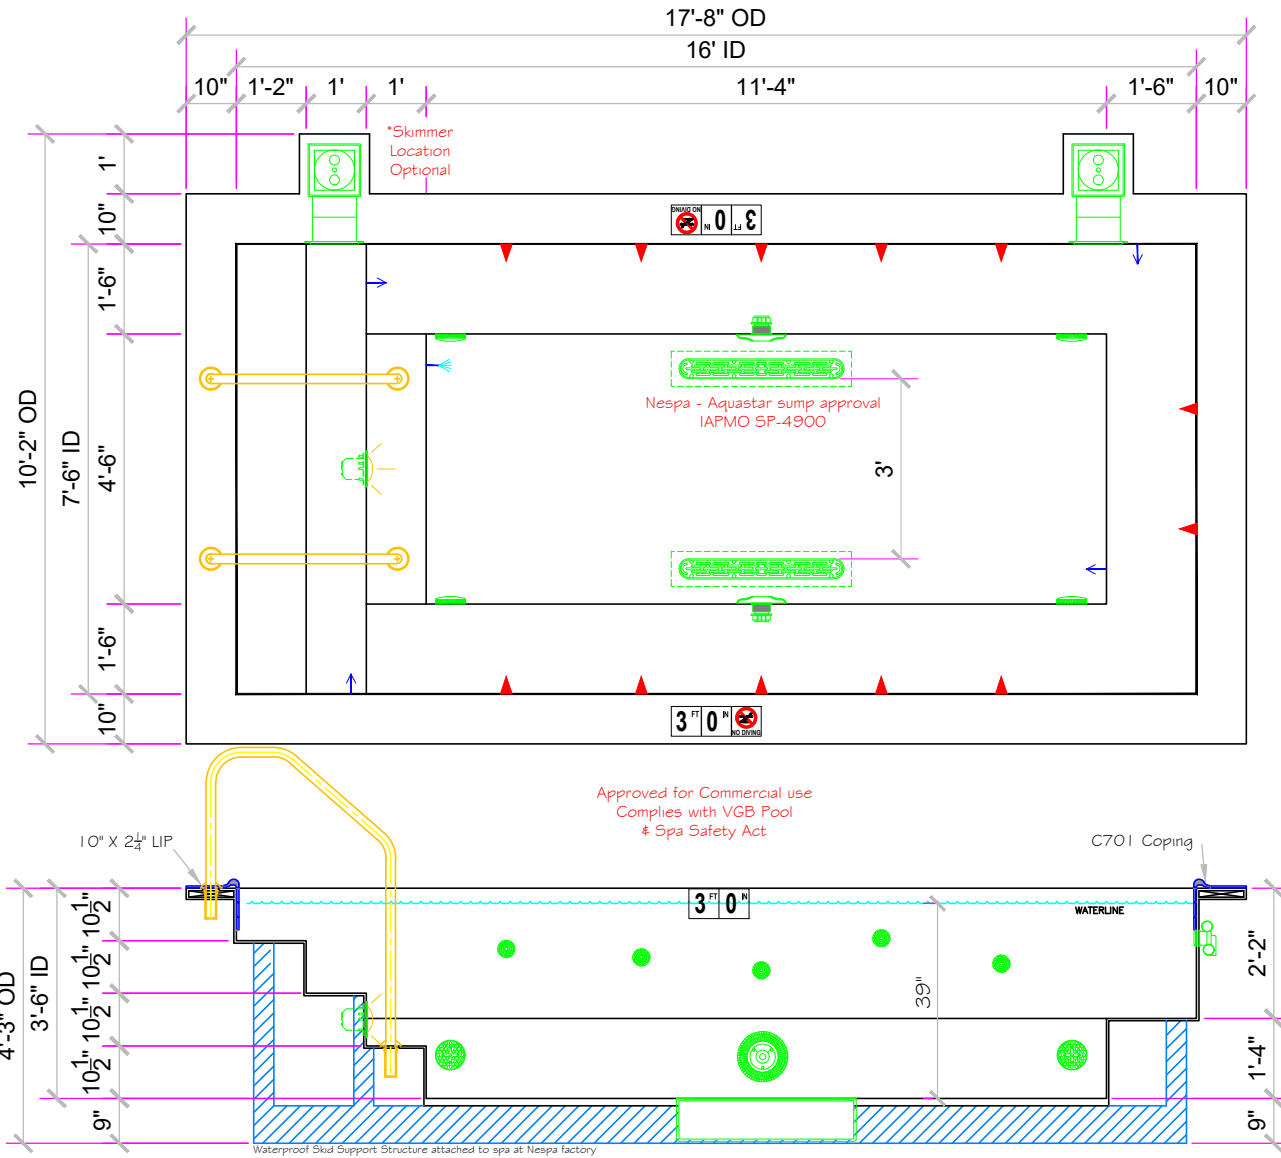 17'-8" OD
16' ID
10" 1'-2" 1' 1' 11'-4" 1'-6" 10"
*Skimmer
Location
Optional
10'-2" OD
7'-6" ID
1'
10"
1'-6"
4'-6"
1'-6"
10"
3 FT 0 IN NO DIVING
Nespa - Aquastar sump approval
IAPMO SP-4900
3'
3 FT 0 IN NO DIVING
Approved for Commercial use
Complies with VGB Pool
& Spa Safety Act
10" X 2¼" LIP
C701 Coping
3 FT 0 IN
WATERLINE
39"
4'-3" OD
3'-6" ID
10½"
10½"
10½"
10½"
9"
2'-2"
1'-4"
9"
Waterproof Skid Support Structure attached to spa at Nespa factory